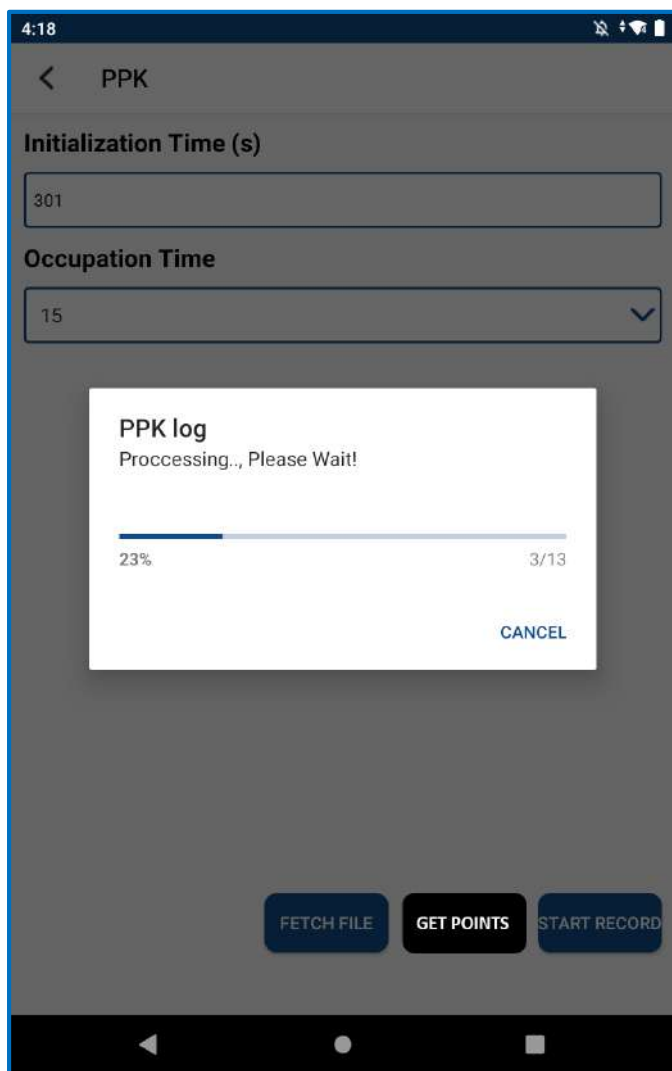 4:18
PPK
Initialization Time (s)
301
Occupation Time
15
PPK log
Proccessing.., Please Wait!
23% 3/13
CANCEL
FETCH FILE GET POINTS START RECORD